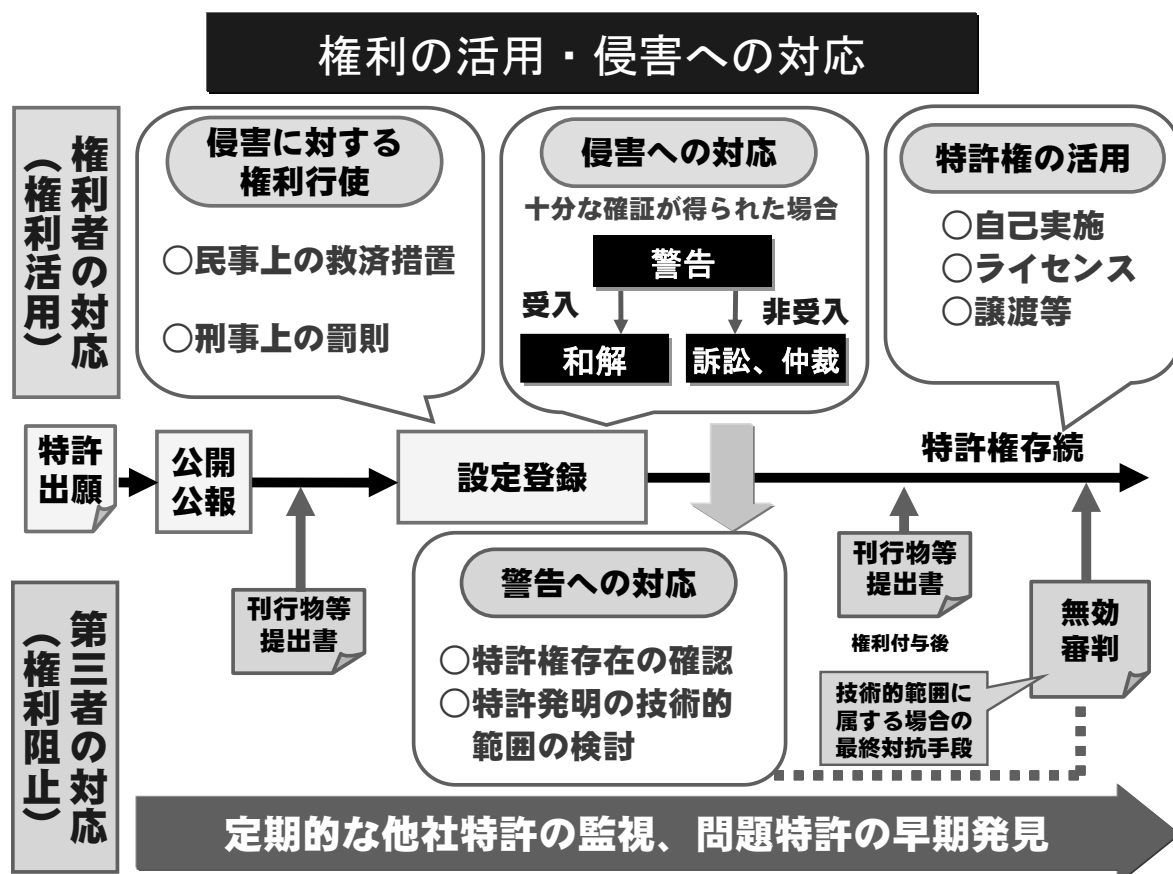 権利の活用・侵害への対応
権利者の対応
（権利活用）
侵害に対する
権利行使
○民事上の救済措置
○刑事上の罰則
侵害への対応
十分な確証が得られた場合
警告
受入
非受入
和解
訴訟、仲裁
特許権の活用
○自己実施
○ライセンス
○譲渡等
特許
出願
公開
公報
設定登録
特許権存続
刊行物等
提出書
第三者の対応
（権利阻止）
警告への対応
○特許権存在の確認
○特許発明の技術的
範囲の検討
刊行物等
提出書
権利付与後
無効
審判
技術的範囲に
属する場合の
最終対抗手段
定期的な他社特許の監視、問題特許の早期発見